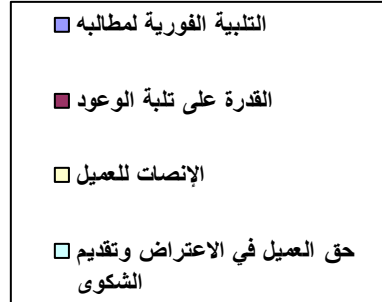 التلبية الفورية لمطالبه
القدرة على تلبة الوعود
الإنصات للعميل
حق العميل في الاعتراض وتقديم
الشكوى